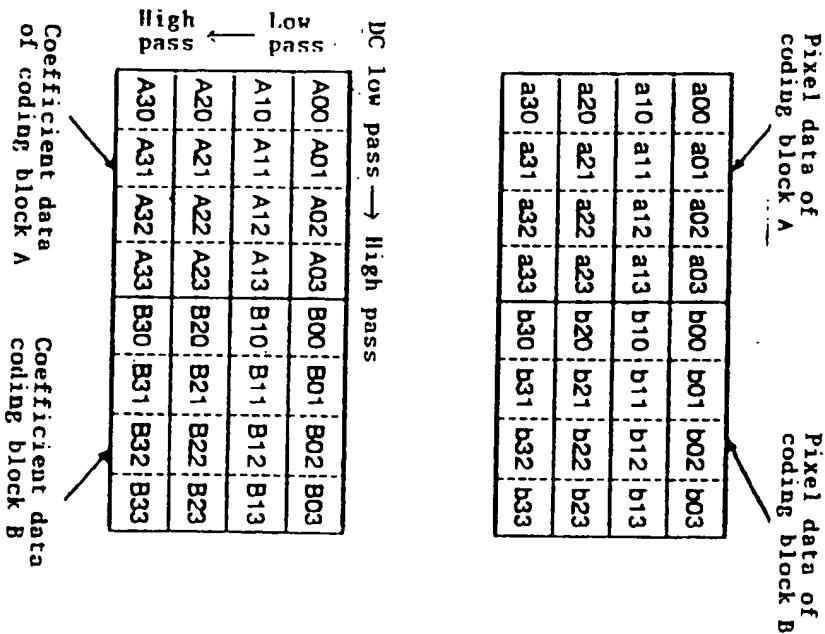 Pixel data of
coding block A
Pixel data of
coding block B
a00 a01 a02 a03 b00 b01 b02 b03
a10 a11 a12 a13 b10 b11 b12 b13
a20 a21 a22 a23 b20 b21 b22 b23
a30 a31 a32 a33 b30 b31 b32 b33
DC low pass → High pass
Low
pass
High
pass
A00 A01 A02 A03 B00 B01 B02 B03
A10 A11 A12 A13 B10 B11 B12 B13
A20 A21 A22 A23 B20 B21 B22 B23
A30 A31 A32 A33 B30 B31 B32 B33
Coefficient data
of coding block A
Coefficient data
coding block B